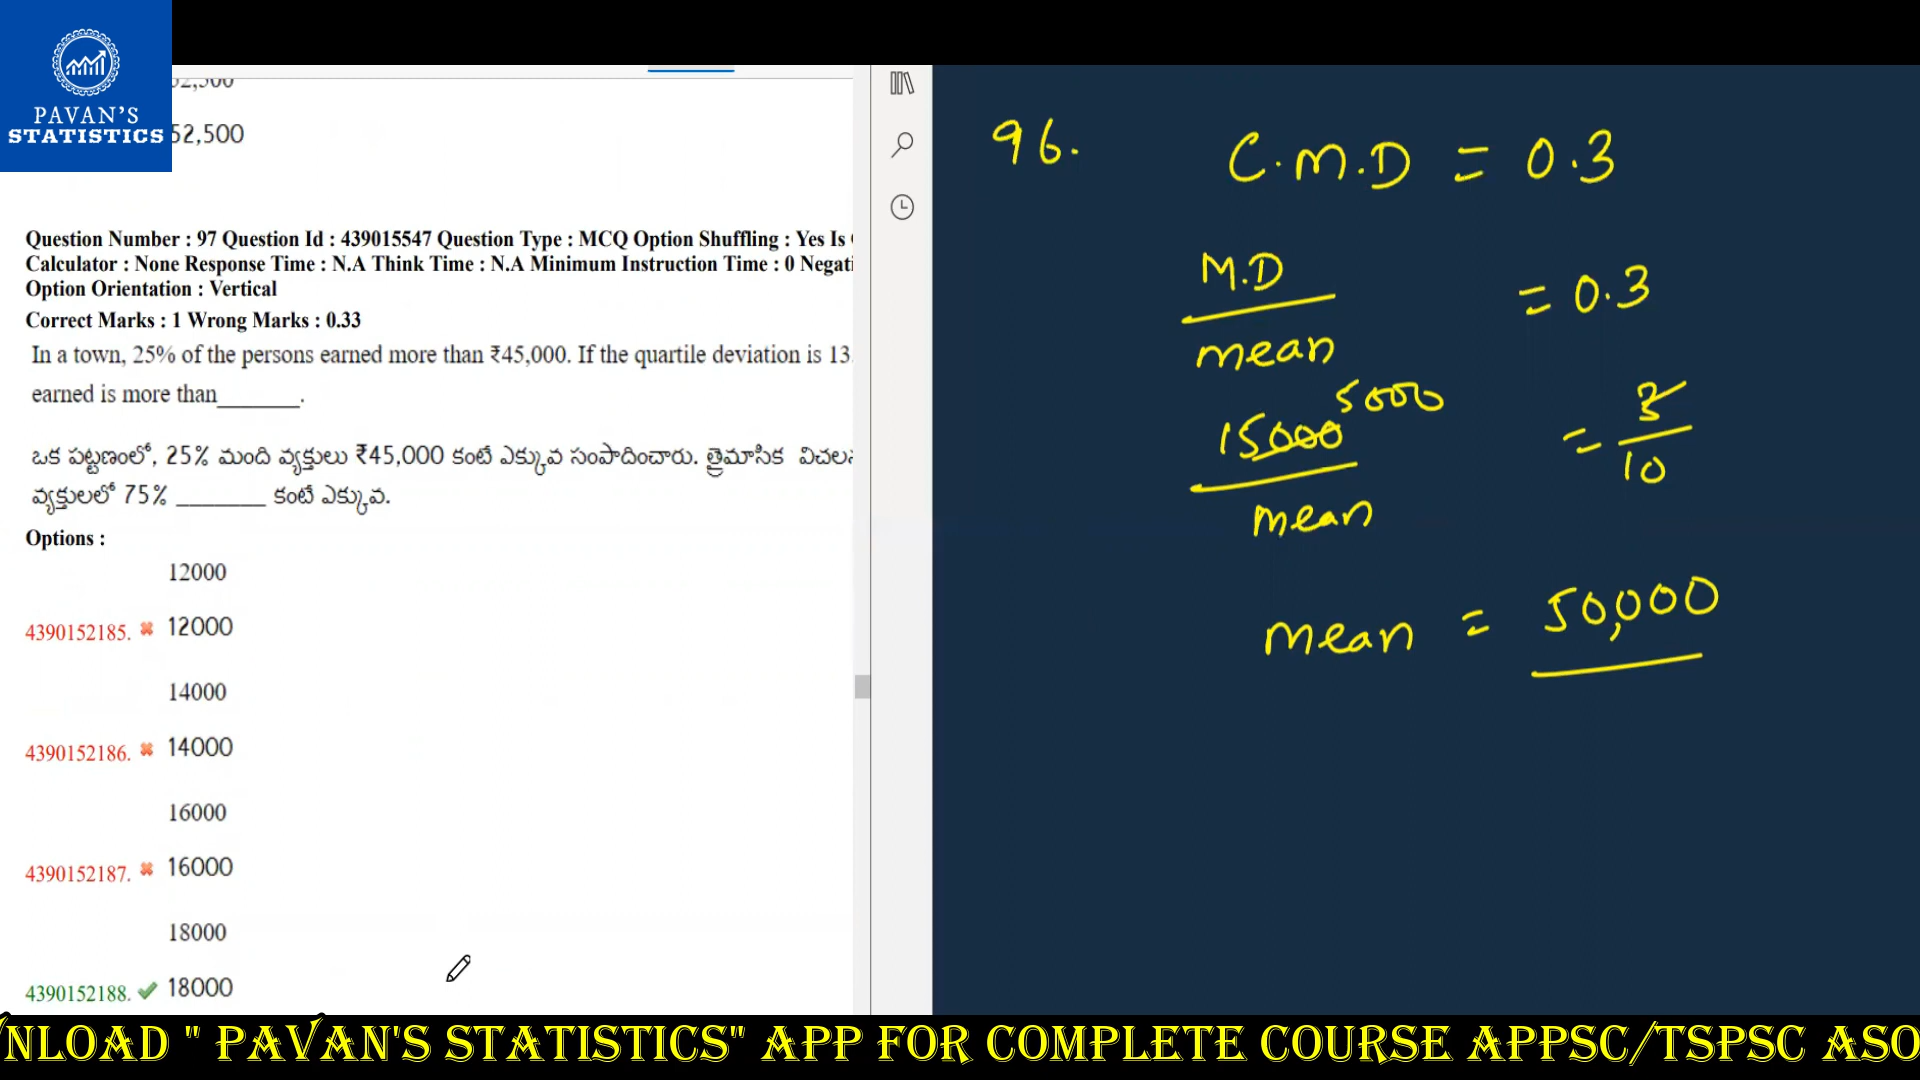 PAVAN'S
STATISTICS
52,500
Question Number : 97 Question Id : 439015547 Question Type : MCQ Option Shuffling : Yes Is
Calculator : None Response Time : N.A Think Time : N.A Minimum Instruction Time : 0 Negati
Option Orientation : Vertical
Correct Marks : 1 Wrong Marks : 0.33
In a town, 25% of the persons earned more than ₹45,000. If the quartile deviation is 13
earned is more than_______.
ఒక పట్టణంలో, 25% మంది వ్యక్తులు ₹45,000 కంటే ఎక్కువ సంపాదించారు. త్రైమాసిక విచలన
వ్యక్తులలో 75% ________ కంటే ఎక్కువ.
Options :
12000
4390152185. ✖ 12000
14000
4390152186. ✖ 14000
16000
4390152187. ✖ 16000
18000
4390152188. ✔ 18000
96. C.M.D = 0.3
M.D = 0.3
mean
15000 5000 = 3
mean 10
mean = 50,000
NLOAD " PAVAN'S STATISTICS" APP FOR COMPLETE COURSE APPSC/TSPSC ASO